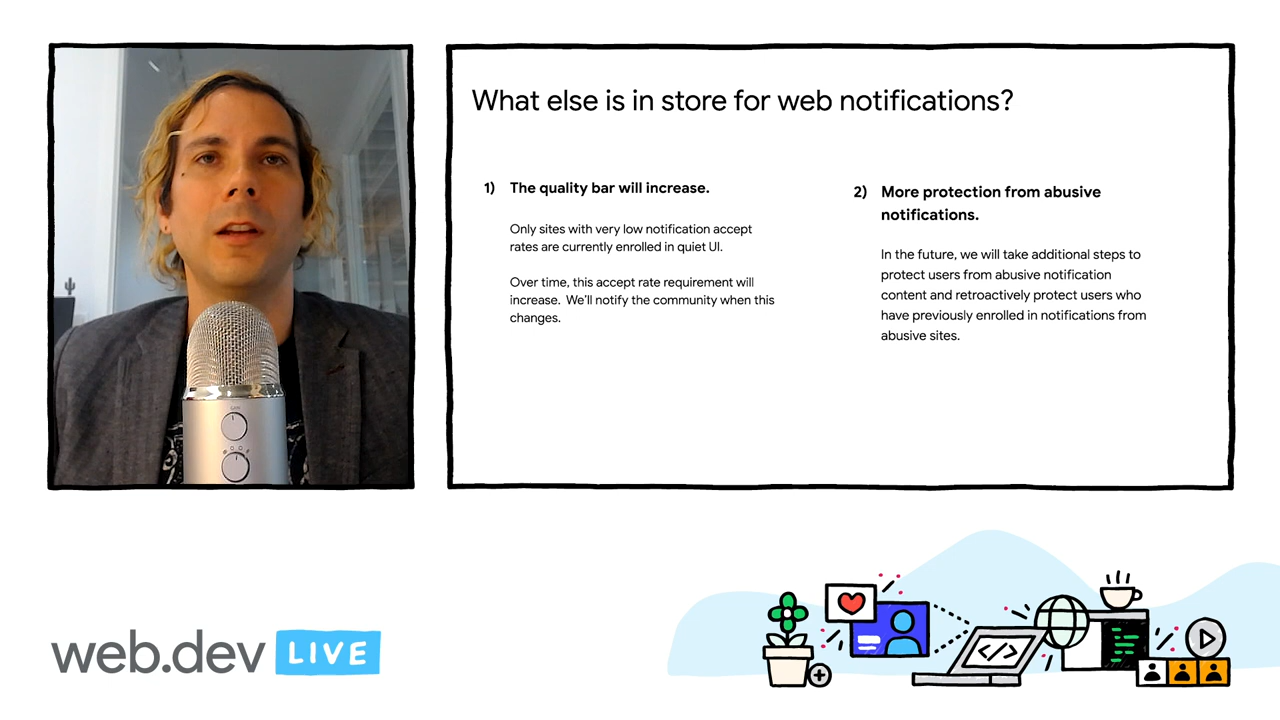 What else is in store for web notifications?
1) The quality bar will increase.
Only sites with very low notification accept
rates are currently enrolled in quiet UI.
Over time, this accept rate requirement will
increase. We'll notify the community when this
changes.
2) More protection from abusive
notifications.
In the future, we will take additional steps to
protect users from abusive notification
content and retroactively protect users who
have previously enrolled in notifications from
abusive sites.
web.dev LIVE